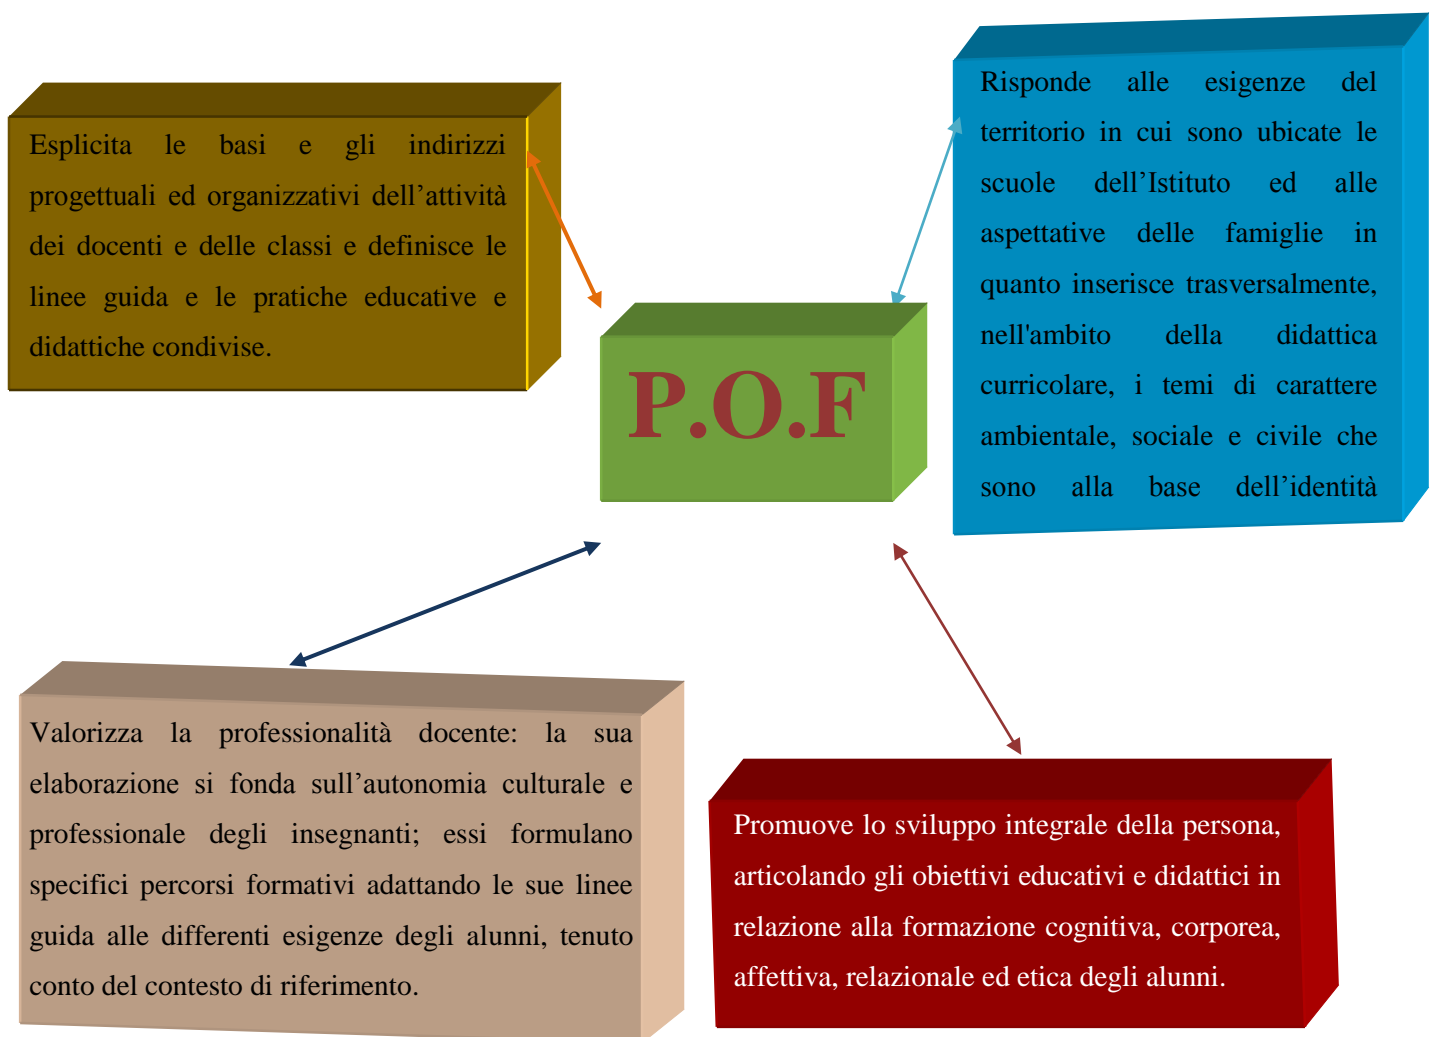 Esplicita le basi e gli indirizzi
progettuali ed organizzativi dell’attività
dei docenti e delle classi e definisce le
linee guida e le pratiche educative e
didattiche condivise.
Risponde alle esigenze del
territorio in cui sono ubicate le
scuole dell’Istituto ed alle
aspettative delle famiglie in
quanto inserisce trasversalmente,
nell'ambito della didattica
curricolare, i temi di carattere
ambientale, sociale e civile che
sono alla base dell’identità
P.O.F
Valorizza la professionalità docente: la sua
elaborazione si fonda sull’autonomia culturale e
professionale degli insegnanti; essi formulano
specifici percorsi formativi adattando le sue linee
guida alle differenti esigenze degli alunni, tenuto
conto del contesto di riferimento.
Promuove lo sviluppo integrale della persona,
articolando gli obiettivi educativi e didattici in
relazione alla formazione cognitiva, corporea,
affettiva, relazionale ed etica degli alunni.